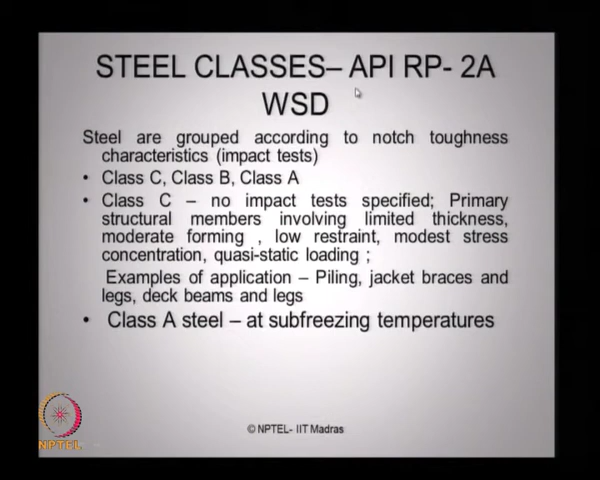 STEEL CLASSES– API RP- 2A
WSD
Steel are grouped according to notch toughness
characteristics (impact tests)
• Class C, Class B, Class A
• Class C – no impact tests specified; Primary
structural members involving limited thickness,
moderate forming , low restraint, modest stress
concentration, quasi-static loading ;
Examples of application – Piling, jacket braces and
legs, deck beams and legs
• Class A steel – at subfreezing temperatures
NPTEL
© NPTEL- IIT Madras